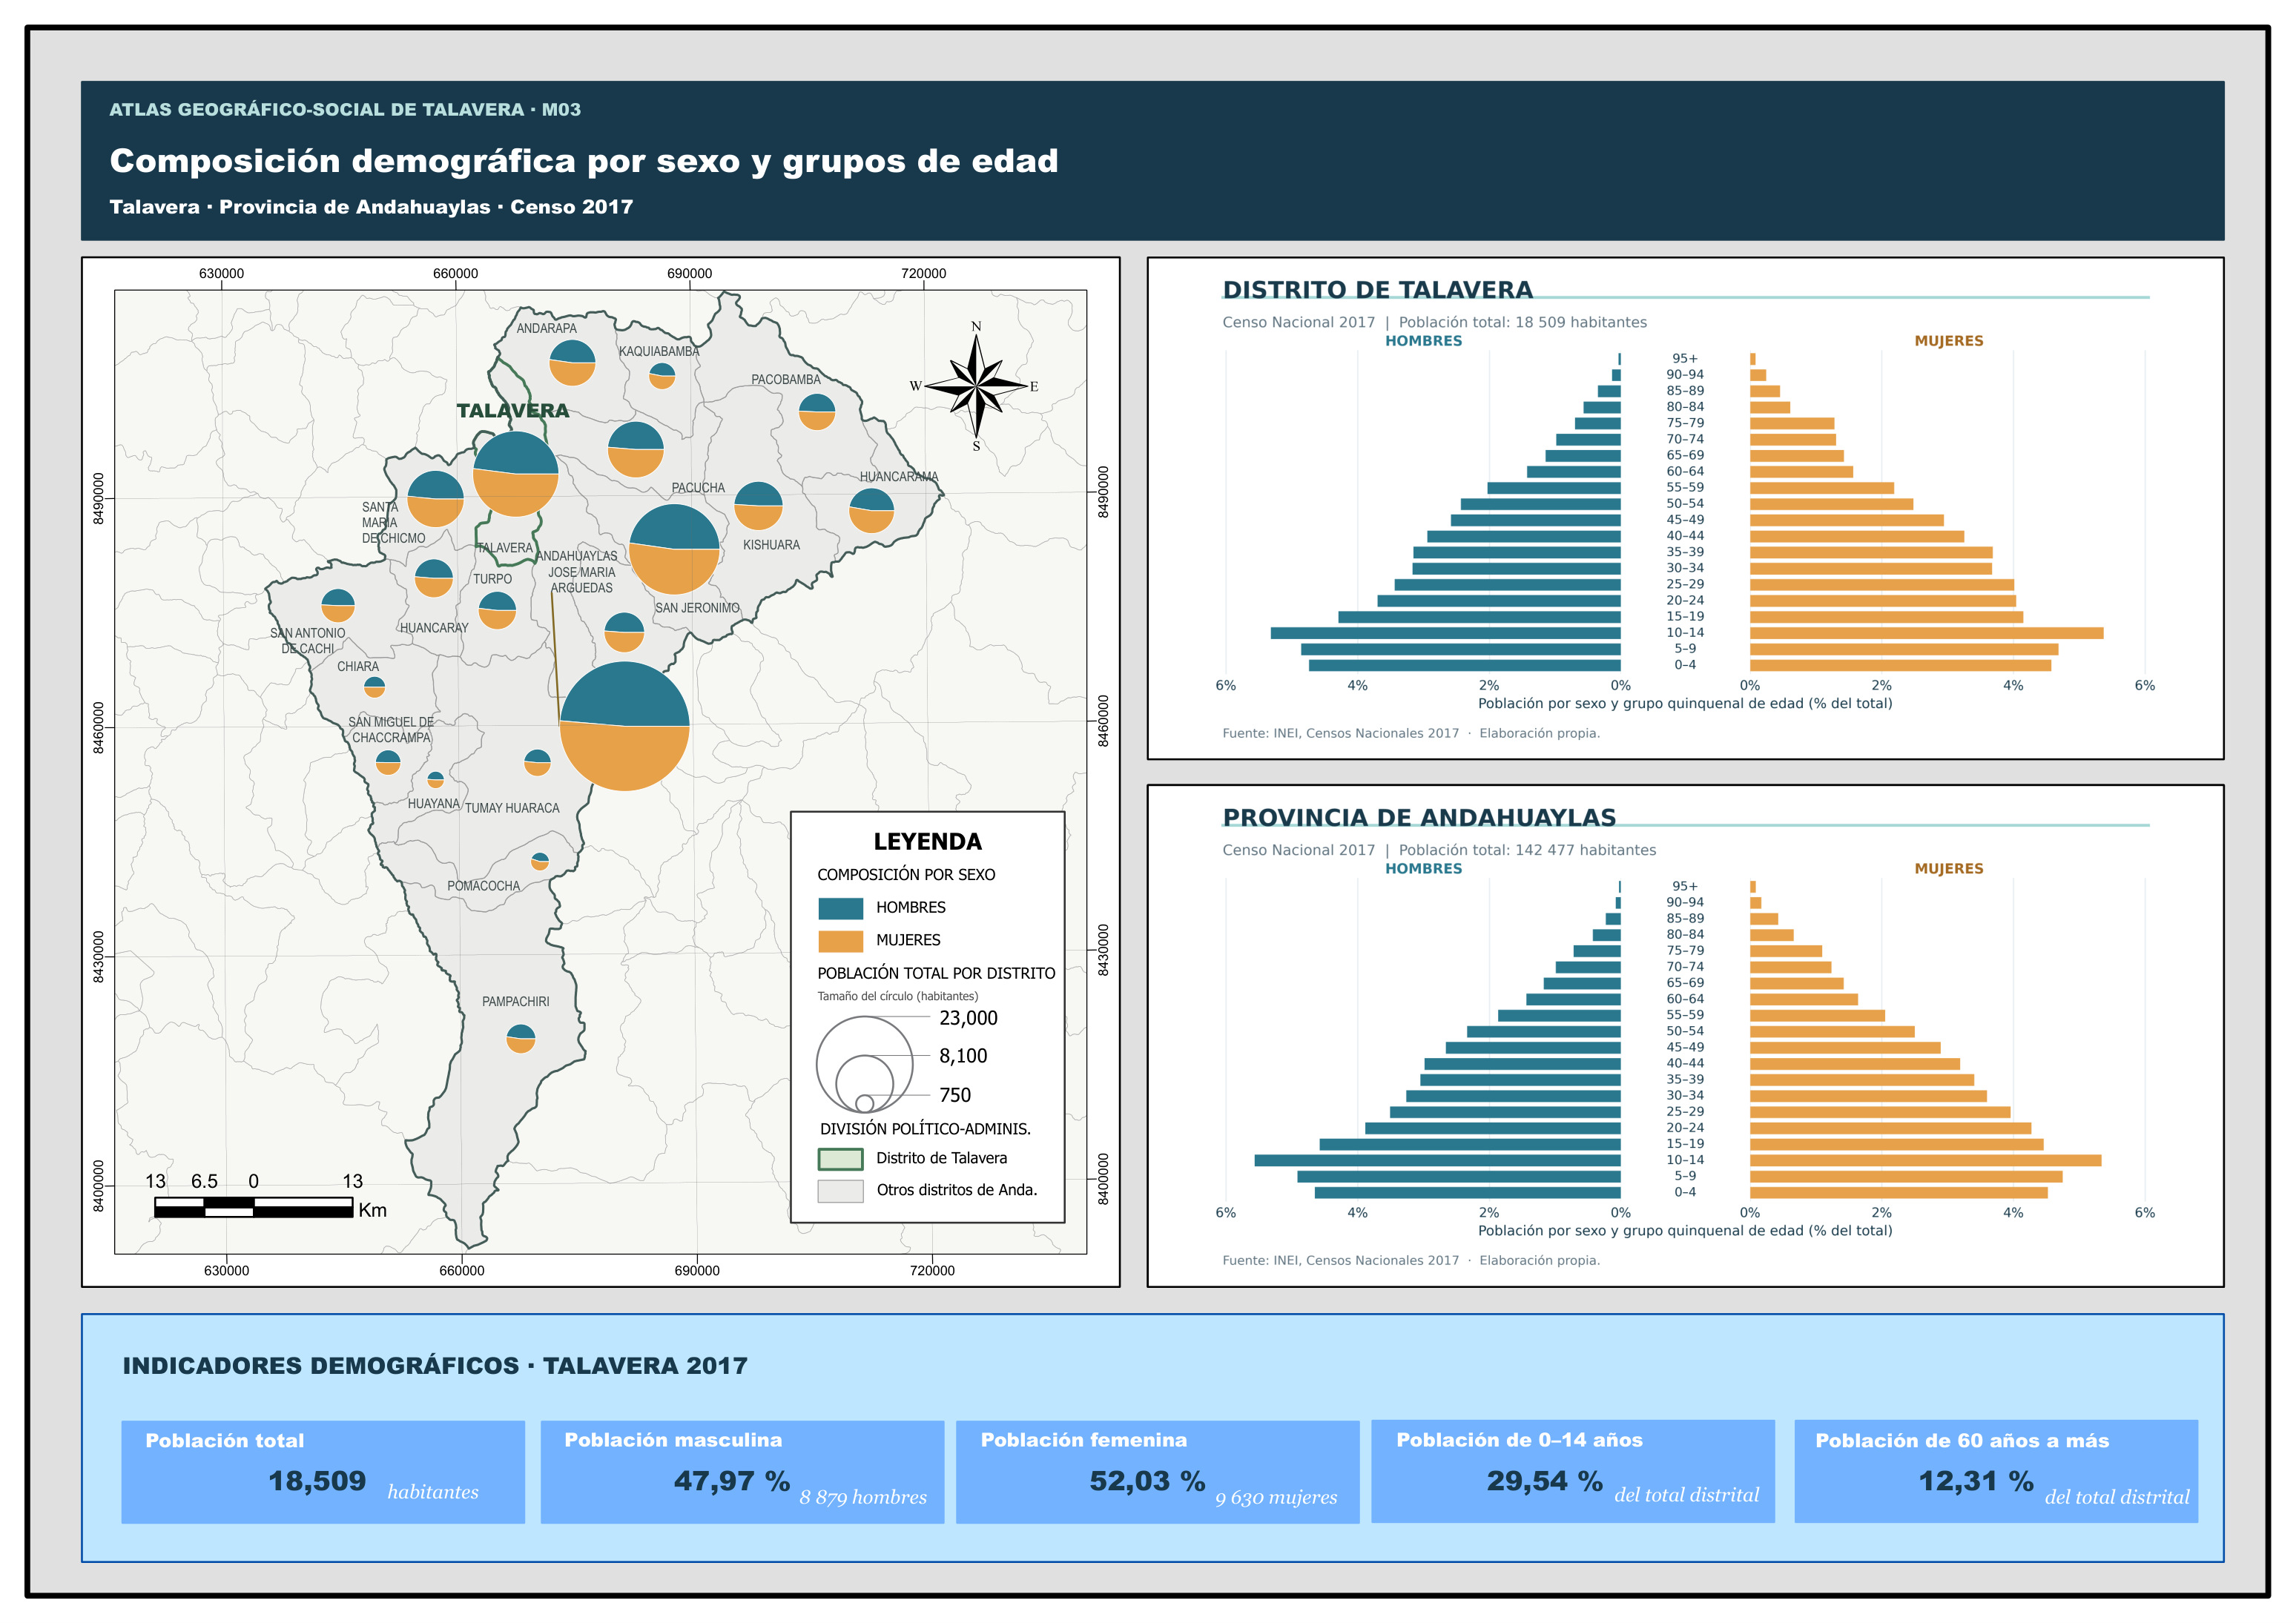 ATLAS GEOGRÁFICO-SOCIAL DE TALAVERA · M03
Composición demográfica por sexo y grupos de edad
Talavera · Provincia de Andahuaylas · Censo 2017
630000 660000 690000 720000
8490000
8460000
8430000
8400000
ANDARAPA
KAQUIABAMBA
PACOBAMBA
TALAVERA
HUANCARAMA
PACUCHA
SANTA
MARIA
DE CHICMO
KISHUARA
TALAVERA
ANDAHUAYLAS
JOSE MARIA
ARGUEDAS
TURPO
SAN JERONIMO
HUANCARAY
SAN ANTONIO
DE CACHI
CHIARA
SAN MIGUEL DE
CHACCRAMPA
HUAYANA
TUMAY HUARACA
POMACOCHA
PAMPACHIRI
N
W
E
S
8490000
8460000
8430000
8400000
LEYENDA
COMPOSICIÓN POR SEXO
HOMBRES
MUJERES
POBLACIÓN TOTAL POR DISTRITO
Tamaño del círculo (habitantes)
23,000
8,100
750
DIVISIÓN POLÍTICO-ADMINIS.
Distrito de Talavera
Otros distritos de Anda.
13 6.5 0 13
Km
630000 660000 690000 720000
DISTRITO DE TALAVERA
Censo Nacional 2017 | Población total: 18 509 habitantes
HOMBRES MUJERES
95+
90–94
85–89
80–84
75–79
70–74
65–69
60–64
55–59
50–54
45–49
40–44
35–39
30–34
25–29
20–24
15–19
10–14
5–9
0–4
6% 4% 2% 0% 0% 2% 4% 6%
Población por sexo y grupo quinquenal de edad (% del total)
Fuente: INEI, Censos Nacionales 2017 · Elaboración propia.
PROVINCIA DE ANDAHUAYLAS
Censo Nacional 2017 | Población total: 142 477 habitantes
HOMBRES MUJERES
95+
90–94
85–89
80–84
75–79
70–74
65–69
60–64
55–59
50–54
45–49
40–44
35–39
30–34
25–29
20–24
15–19
10–14
5–9
0–4
6% 4% 2% 0% 0% 2% 4% 6%
Población por sexo y grupo quinquenal de edad (% del total)
Fuente: INEI, Censos Nacionales 2017 · Elaboración propia.
INDICADORES DEMOGRÁFICOS · TALAVERA 2017
Población total
18,509 habitantes
Población masculina
47,97 % 8 879 hombres
Población femenina
52,03 % 9 630 mujeres
Población de 0–14 años
29,54 % del total distrital
Población de 60 años a más
12,31 % del total distrital